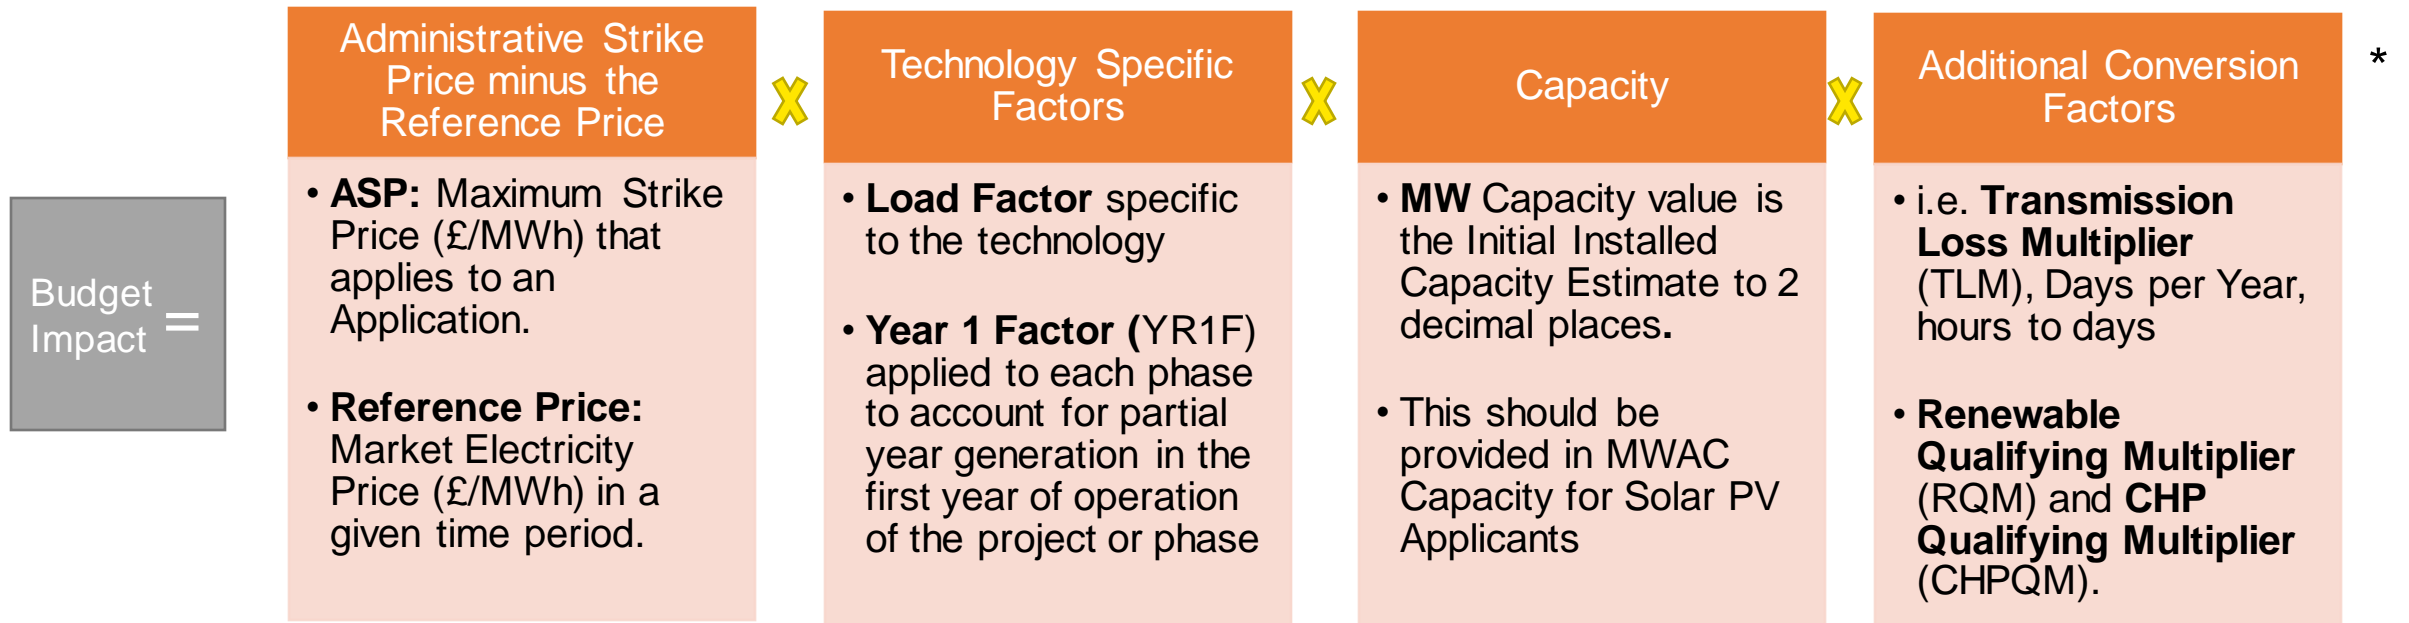 Budget
Impact =
Administrative Strike
Price minus the
Reference Price
• ASP: Maximum Strike
Price (£/MWh) that
applies to an
Application.
• Reference Price:
Market Electricity
Price (£/MWh) in a
given time period.
Technology Specific
Factors
• Load Factor specific
to the technology
• Year 1 Factor (YR1F)
applied to each phase
to account for partial
year generation in the
first year of operation
of the project or phase
Capacity
• MW Capacity value is
the Initial Installed
Capacity Estimate to 2
decimal places.
• This should be
provided in MWAC
Capacity for Solar PV
Applicants
Additional Conversion
Factors
*
• i.e. Transmission
Loss Multiplier
(TLM), Days per Year,
hours to days
• Renewable
Qualifying Multiplier
(RQM) and CHP
Qualifying Multiplier
(CHPQM).